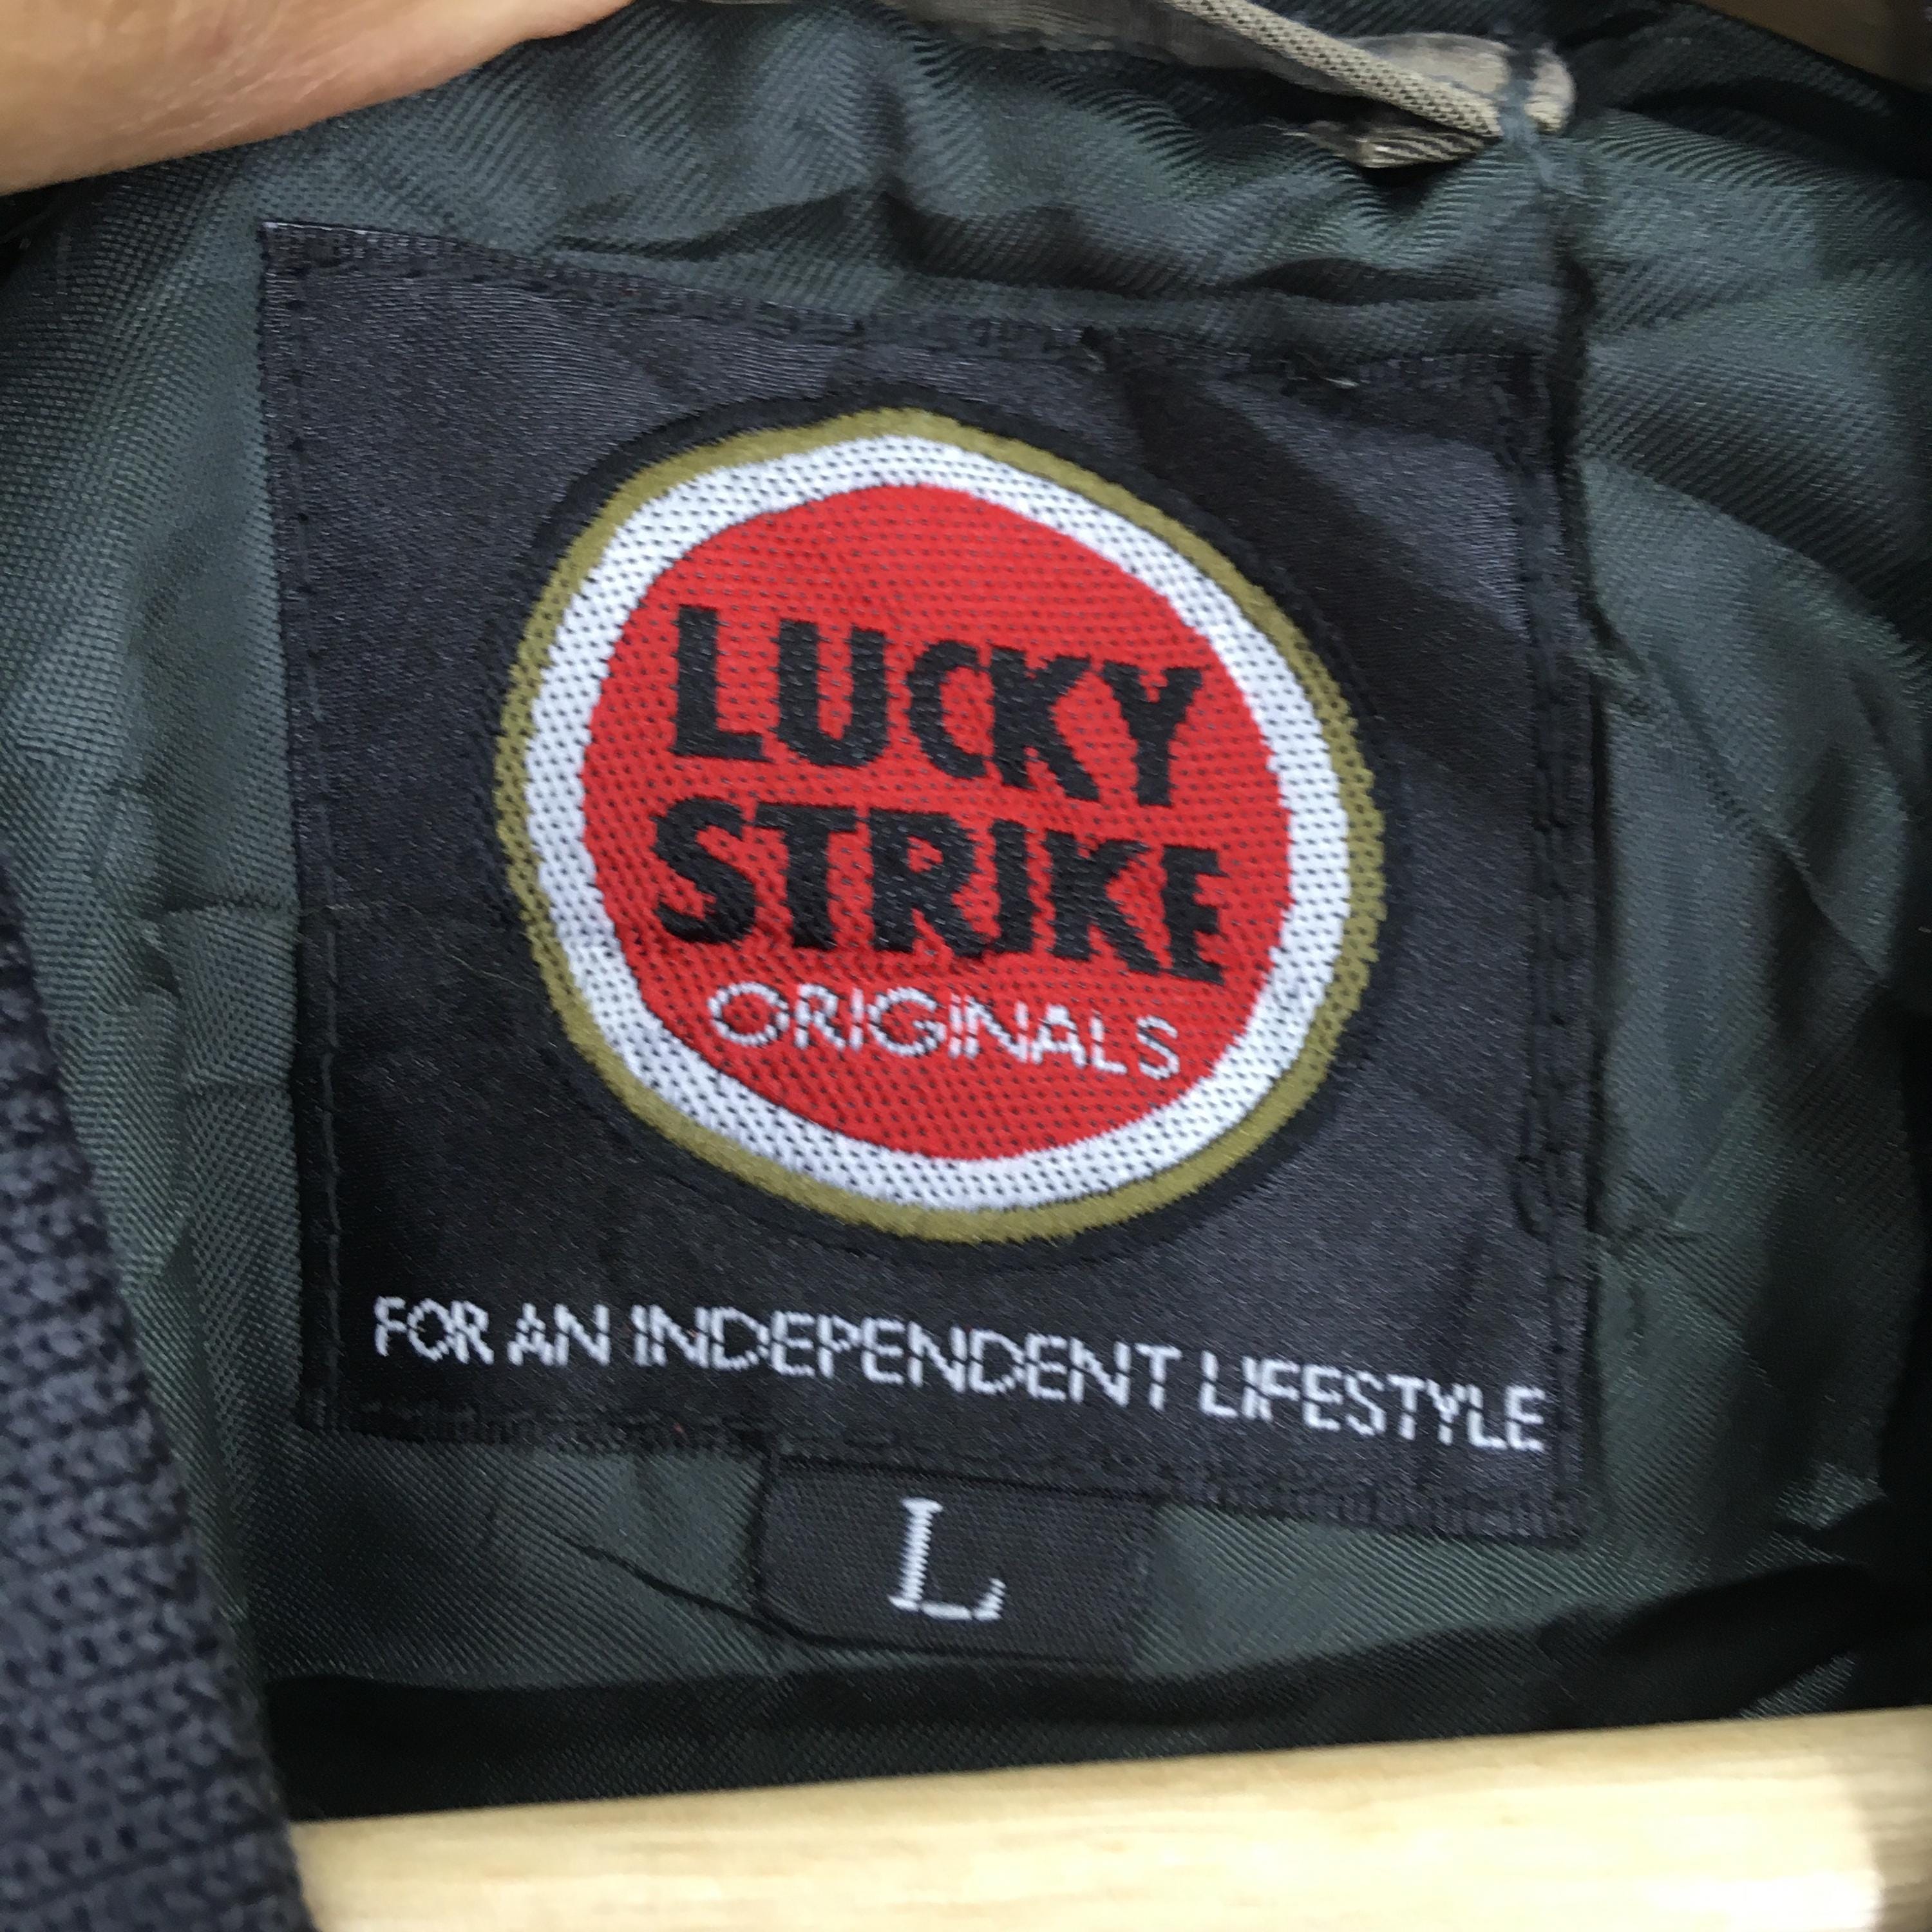 LUCKY
STRIKE
ORIGINALS
FOR AN INDEPENDENT LIFESTYLE
L